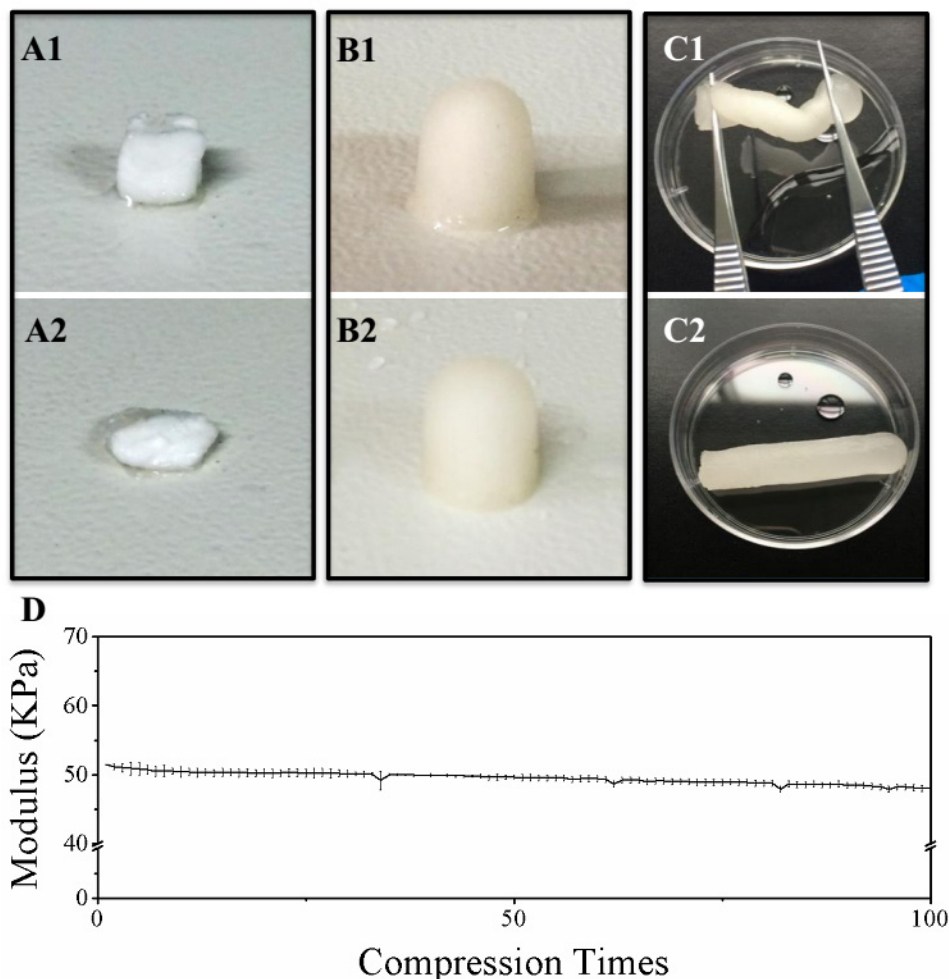 A1
B1
C1
A2
B2
C2
D
Modulus (KPa)
70
60
50
40
0
0
50
100
Compression Times